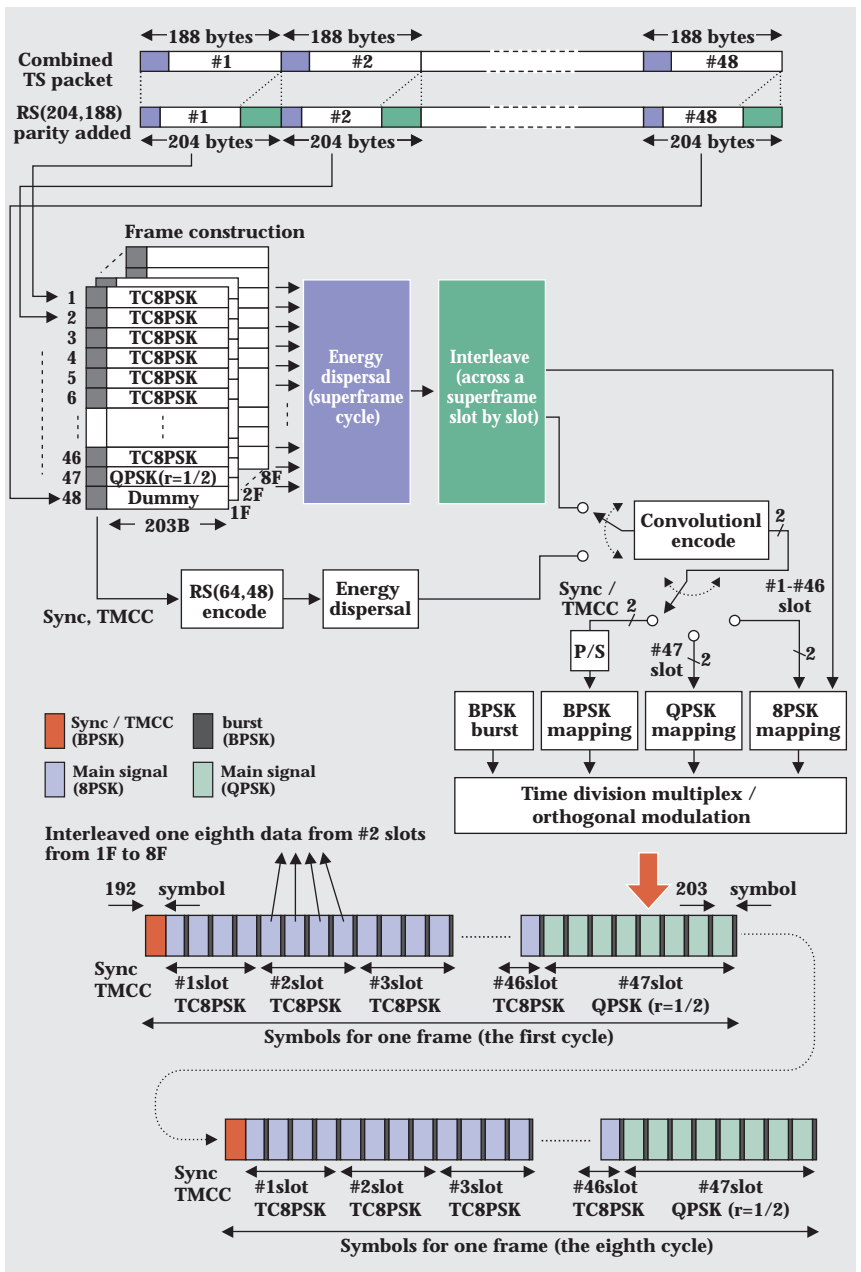 188 bytes
188 bytes
188 bytes
Combined
TS packet
#1
#2
#48
RS(204,188)
parity added
#1
#2
#48
204 bytes
204 bytes
204 bytes
Frame construction
1
TC8PSK
2
TC8PSK
3
TC8PSK
4
TC8PSK
5
TC8PSK
6
TC8PSK
46
TC8PSK
47
QPSK(r=1/2)
48
Dummy
8F
2F
1F
203B
Energy
dispersal
(superframe
cycle)
Interleave
(across a
superframe
slot by slot)
Convolutionl
encode
2
Sync, TMCC
RS(64,48)
encode
Energy
dispersal
Sync /
TMCC
2
#1-#46
slot
P/S
#47
slot
2
2
BPSK
burst
BPSK
mapping
QPSK
mapping
8PSK
mapping
Time division multiplex /
orthogonal modulation
Sync / TMCC
(BPSK)
burst
(BPSK)
Main signal
(8PSK)
Main signal
(QPSK)
Interleaved one eighth data from #2 slots
from 1F to 8F
192
symbol
203
symbol
Sync
TMCC
#1slot
TC8PSK
#2slot
TC8PSK
#3slot
TC8PSK
#46slot
TC8PSK
#47slot
QPSK (r=1/2)
Symbols for one frame (the first cycle)
Sync
TMCC
#1slot
TC8PSK
#2slot
TC8PSK
#3slot
TC8PSK
#46slot
TC8PSK
#47slot
QPSK (r=1/2)
Symbols for one frame (the eighth cycle)